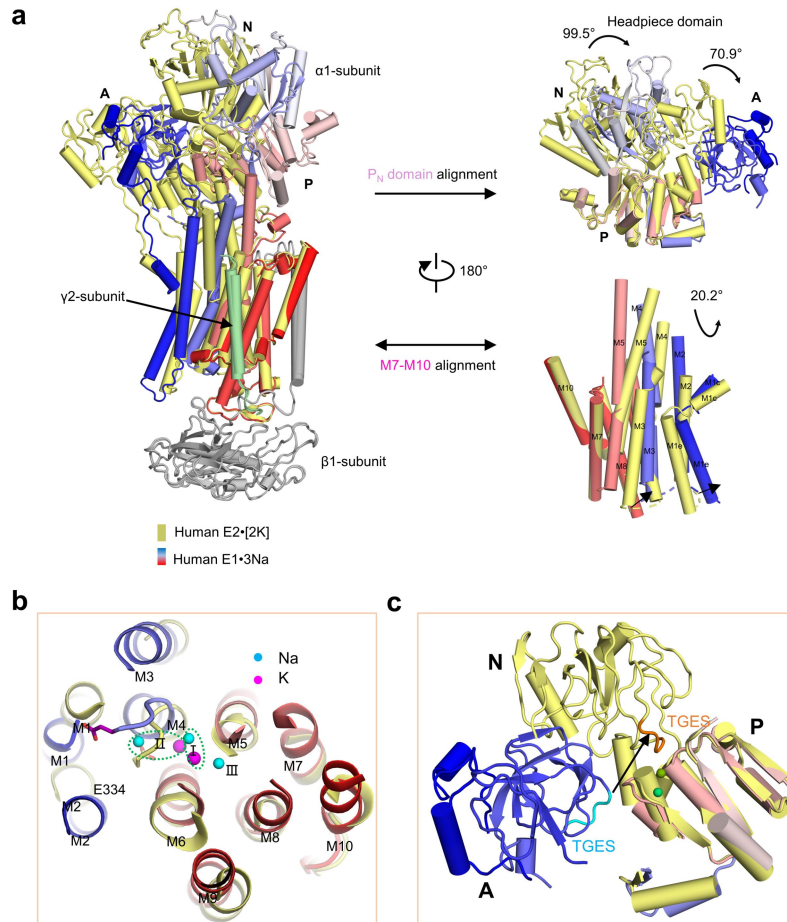 a
N
A
α1-subunit
P
γ2-subunit
β1-subunit
Human E2•[2K]
Human E1•3Na
PN domain alignment
180°
M7-M10 alignment
Headpiece domain
99.5°
70.9°
N
A
P
20.2°
M4
M5
M5
M4
M2
M10
M2
M1c
M1c
M7
M3
M8
M3
M1e
M1e
b
Na
K
M3
M1
M4
II
I
III
M5
M7
M1
E334
M2
M2
M6
M8
M10
M9
c
N
TGES
P
TGES
A